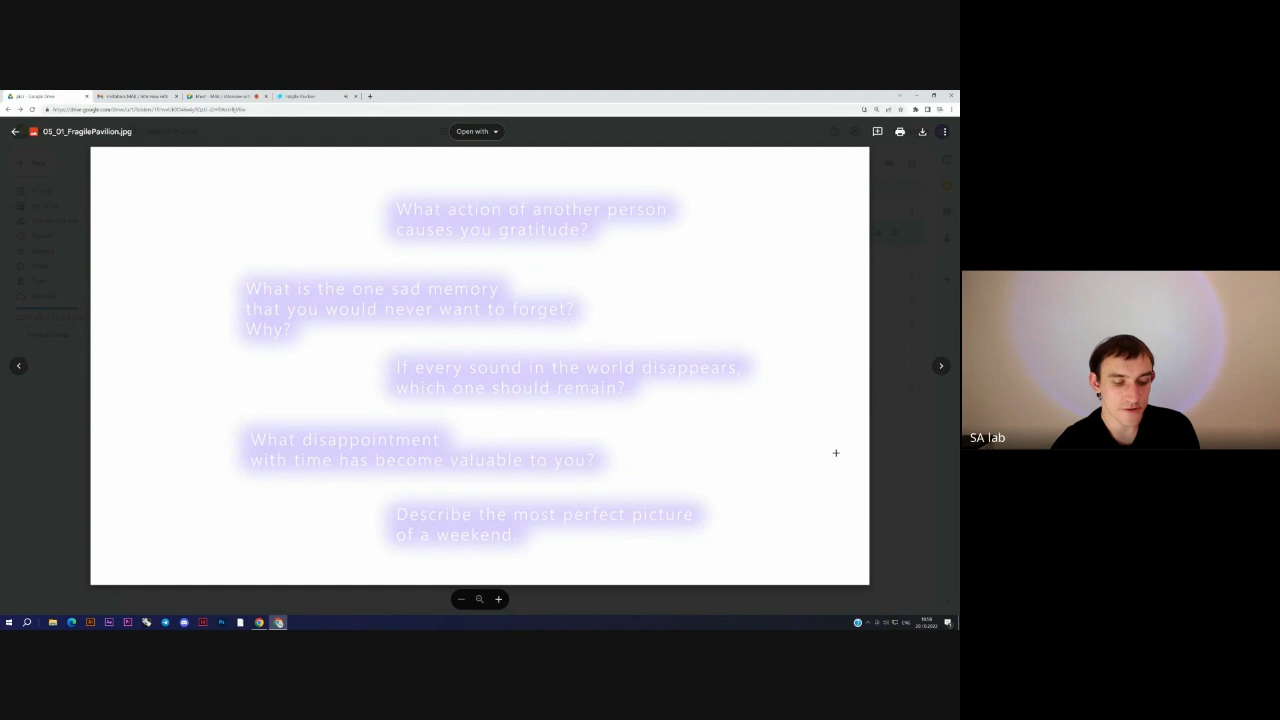 05_01_FragilePavilion.jpg
Open with
What action of another person
causes you gratitude?
What is the one sad memory
that you would never want to forget?
Why?
If every sound in the world disappears,
which one should remain?
What disappointment
with time has become valuable to you?
Describe the most perfect picture
of a weekend.
SA lab
ENG